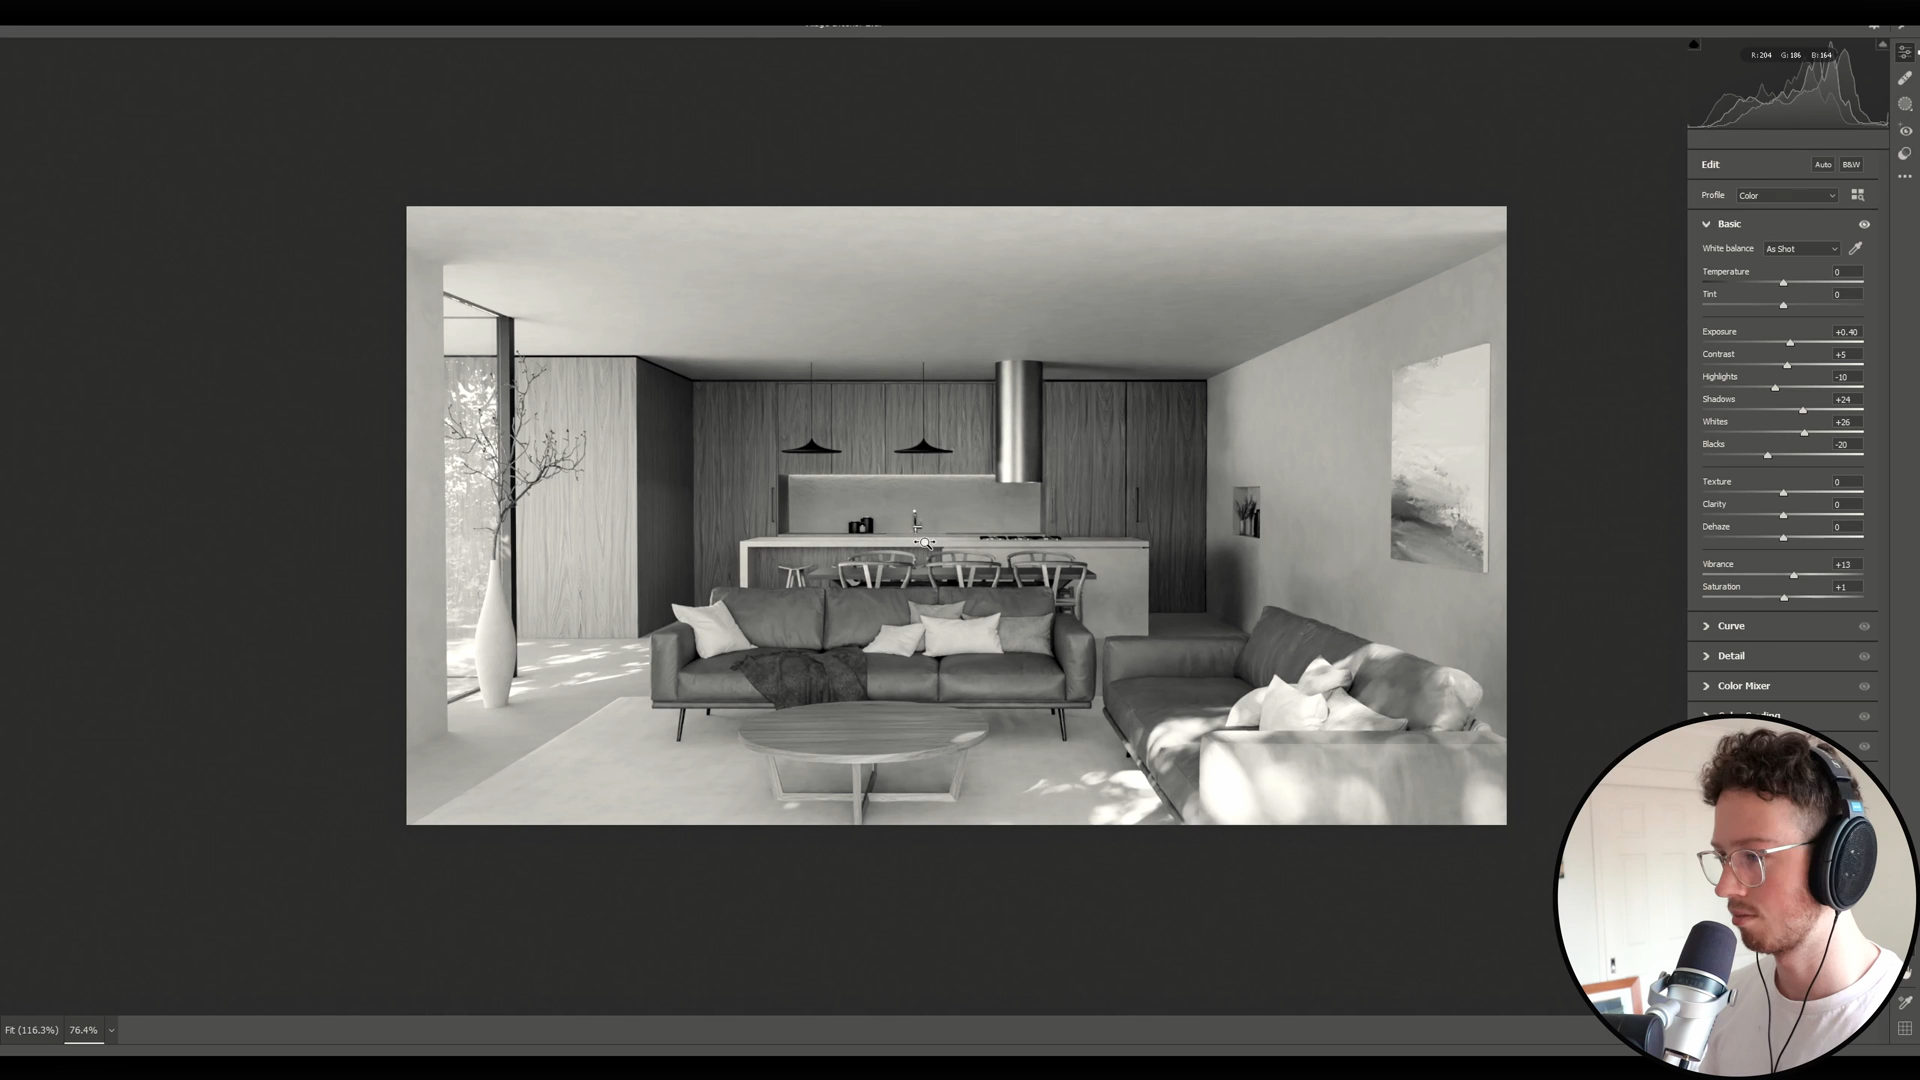 R: 204 G: 186 B: 164
Edit Auto B&W
Profile Color
Basic
White balance As Shot
Temperature 0
Tint 0
Exposure +0.40
Contrast +5
Highlights -10
Shadows +24
Whites +26
Blacks -20
Texture 0
Clarity 0
Dehaze 0
Vibrance +13
Saturation +1
Curve
Detail
Color Mixer
Fit (116.3%) 76.4%